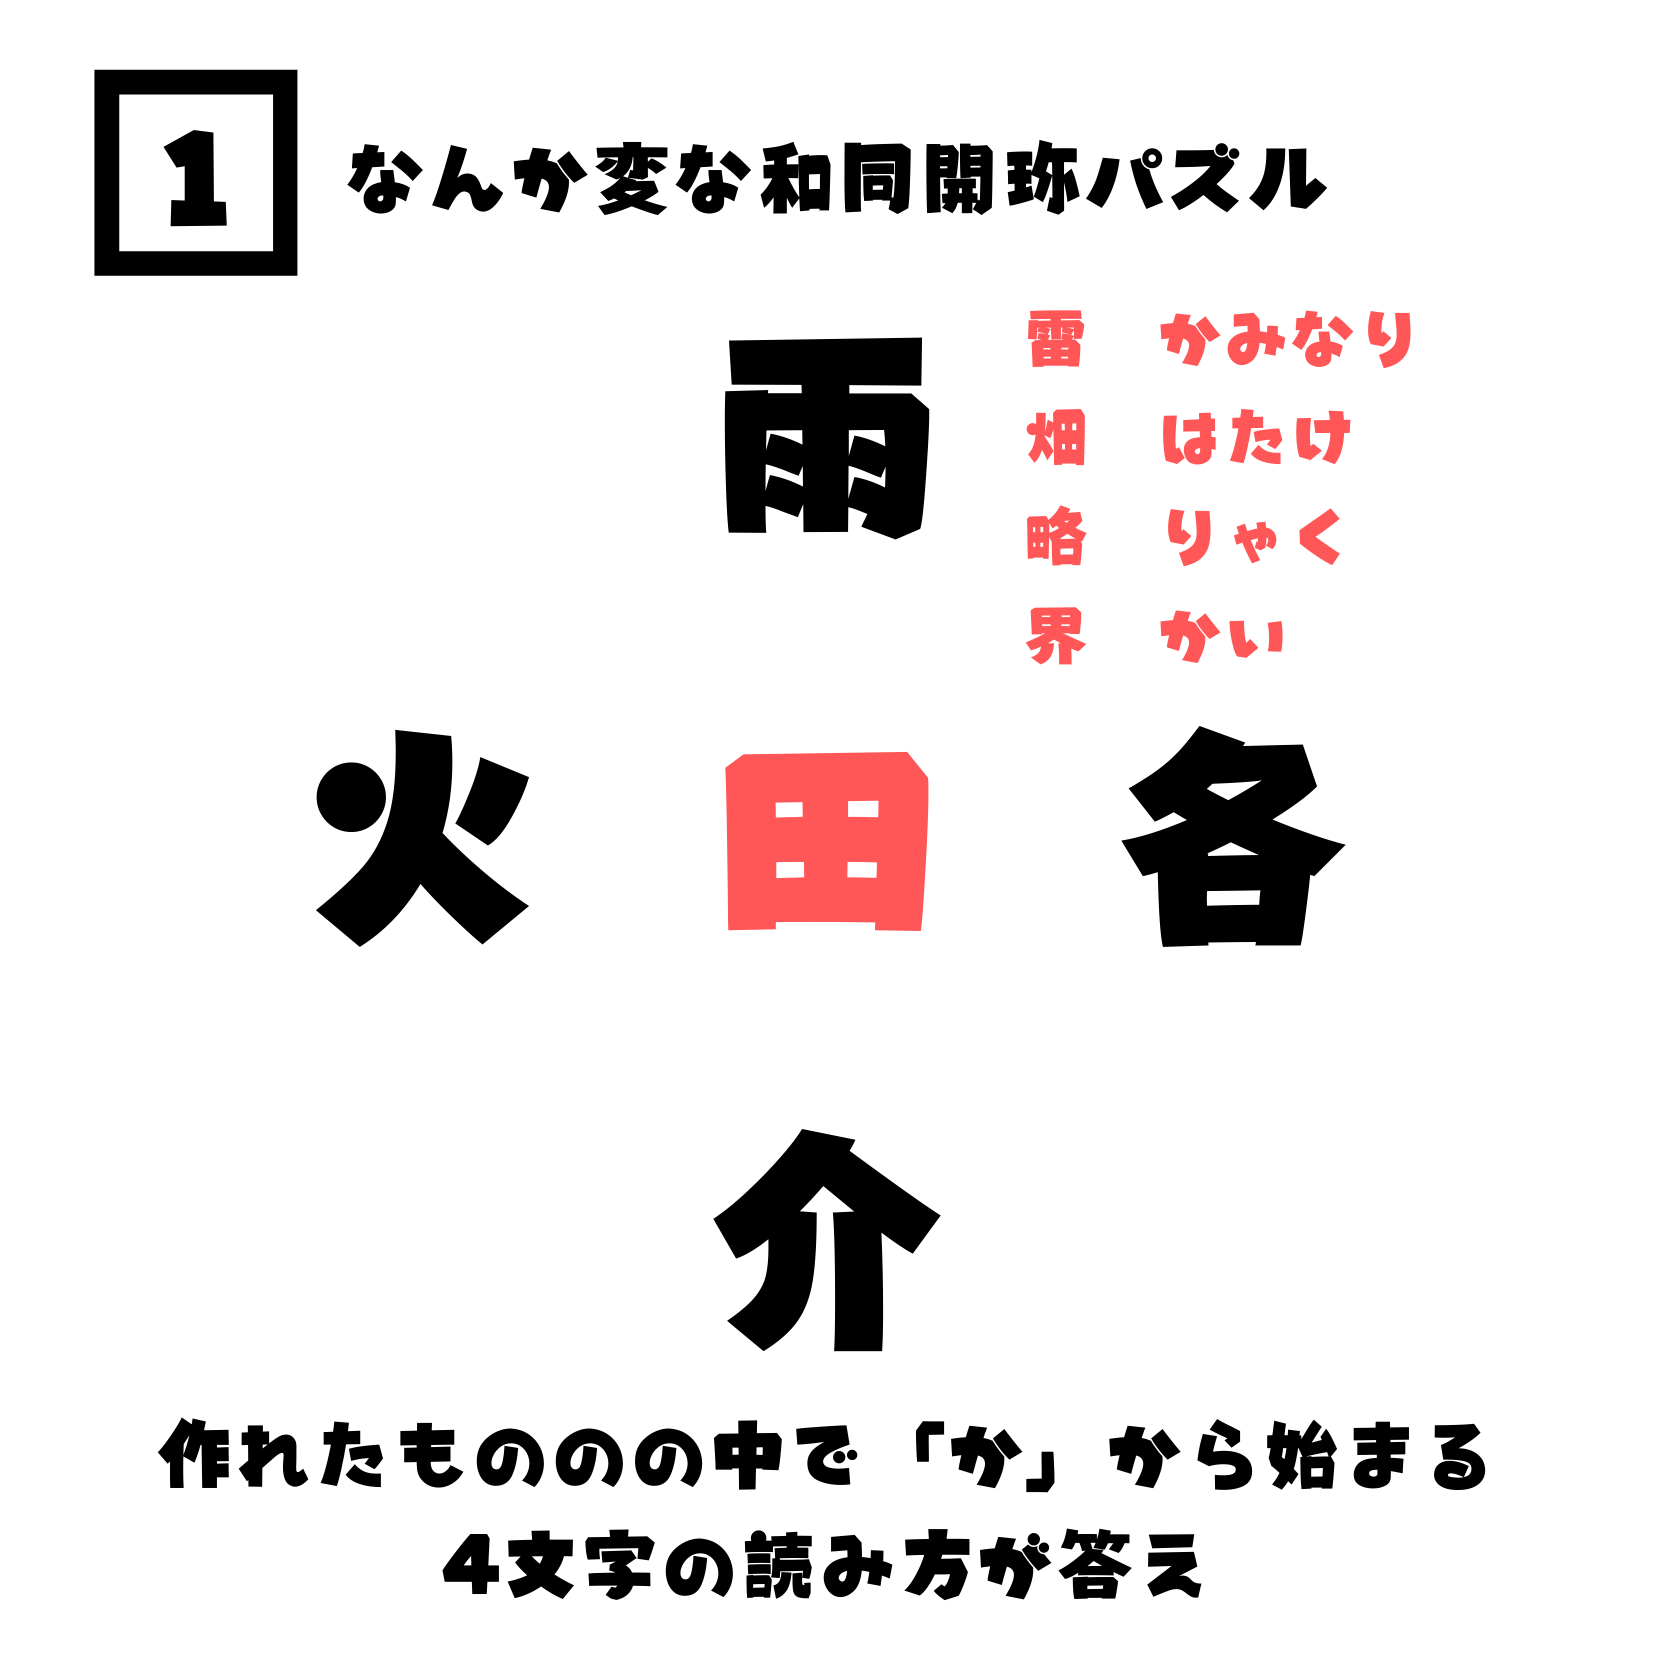 1 なんか変な和同開珎パズル
雨
雷 かみなり
畑 はたけ
略 りゃく
界 かい
火 田 各
介
作れたもののの中で「か」から始まる
4文字の読み方が答え